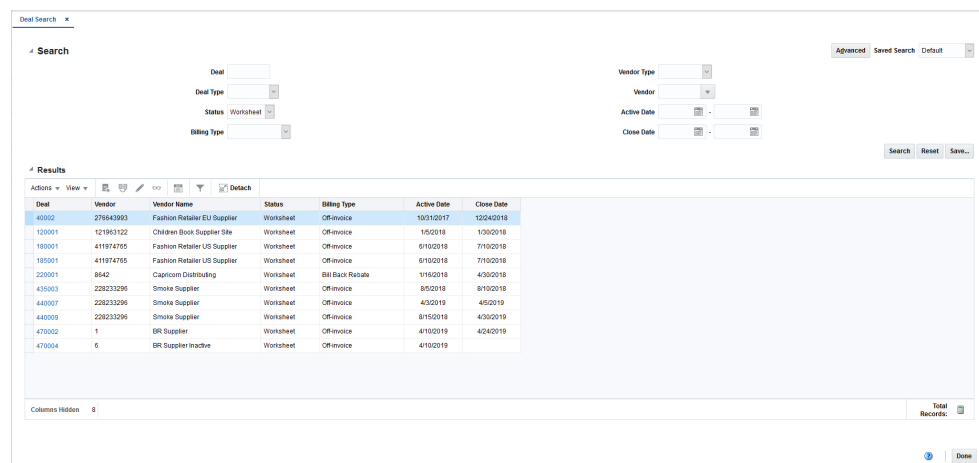 Deal Search ×
Search
Advanced Saved Search Default
Deal Vendor Type
Deal Type Vendor
Status Worksheet Active Date -
Billing Type Close Date -
Search Reset Save...
Results
Actions View Detach
Deal Vendor Vendor Name Status Billing Type Active Date Close Date
40002 276643993 Fashion Retailer EU Supplier Worksheet Off-invoice 10/31/2017 12/24/2018
120001 121963122 Children Book Supplier Site Worksheet Off-invoice 1/5/2018 1/30/2018
180001 411974765 Fashion Retailer US Supplier Worksheet Off-invoice 6/10/2018 7/10/2018
185001 411974765 Fashion Retailer US Supplier Worksheet Off-invoice 6/10/2018 7/10/2018
220001 8642 Capricorn Distributing Worksheet Bill Back Rebate 1/16/2018 4/30/2018
435003 228233296 Smoke Supplier Worksheet Off-invoice 8/5/2018 8/10/2018
440007 228233296 Smoke Supplier Worksheet Off-invoice 4/3/2019 4/5/2019
440009 228233296 Smoke Supplier Worksheet Off-invoice 8/15/2018 4/30/2019
470002 1 BR Supplier Worksheet Off-invoice 4/10/2019 4/24/2019
470004 6 BR Supplier Inactive Worksheet Off-invoice 4/10/2019
Columns Hidden 8
Total Records:
Done